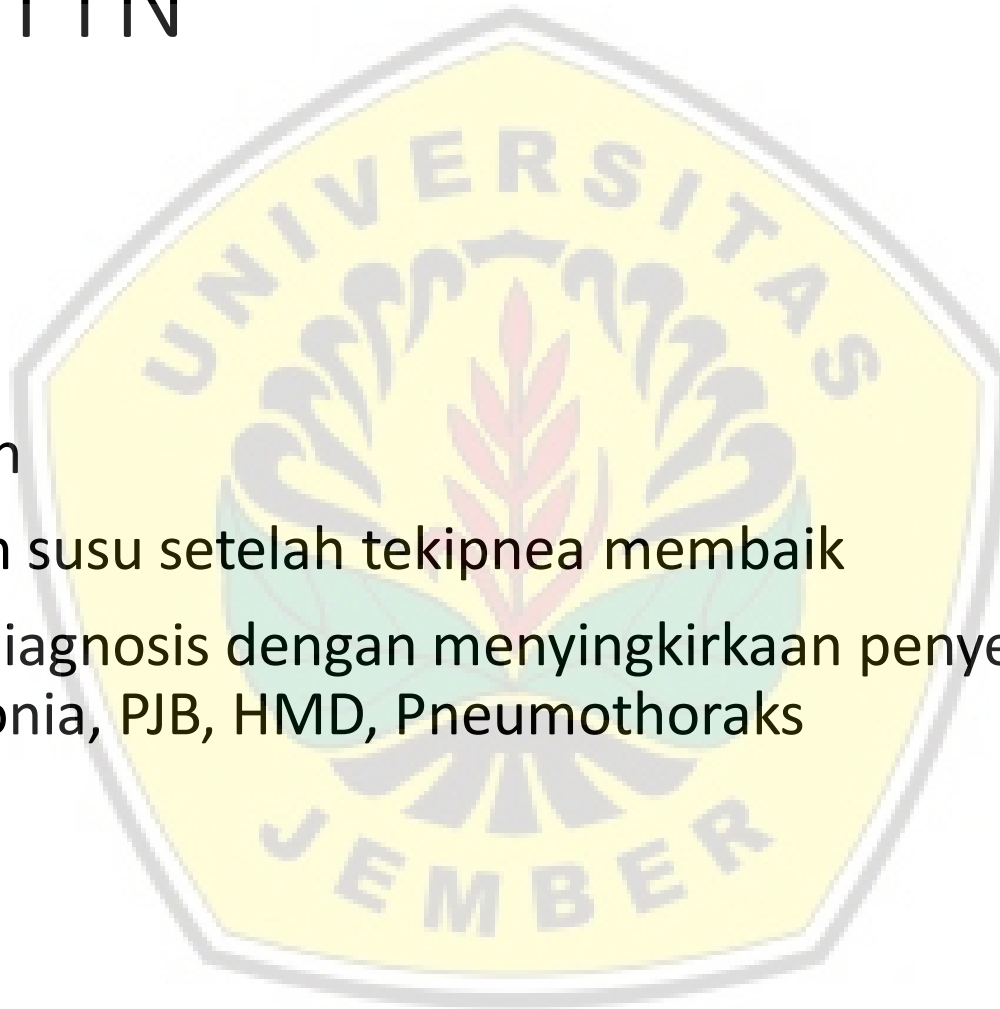 TTN
UNIVERSITAS
n susu setelah tekipnea membaik
iagnosis dengan menyingkirkaan penye
onia, PJB, HMD, Pneumothoraks
JEMBER